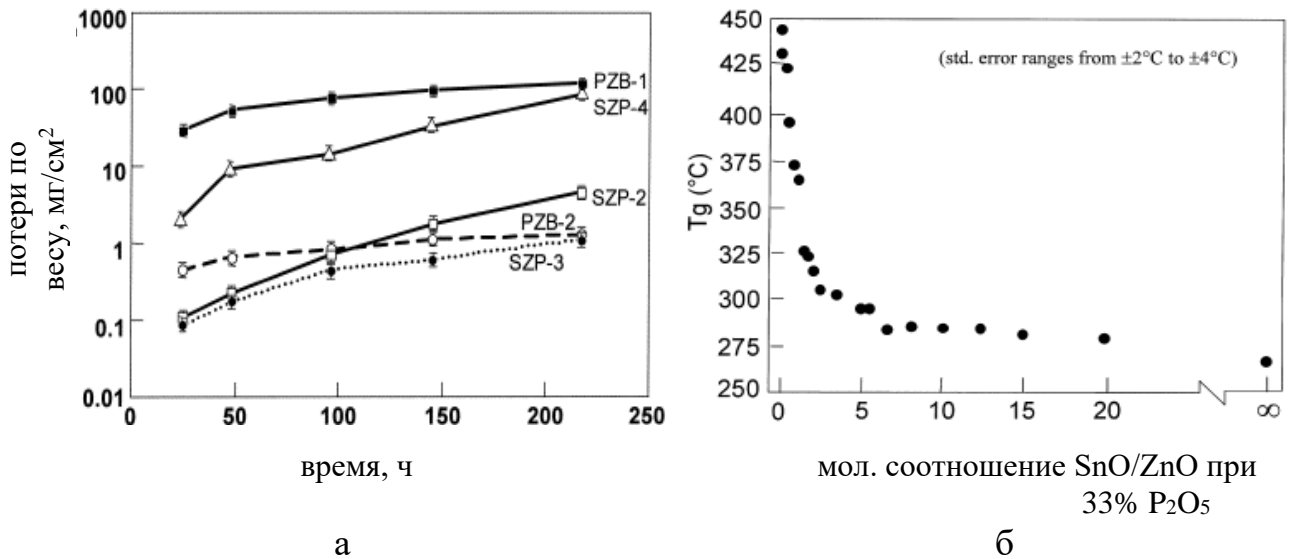 1000
100
10
1
0.1
0.01
0
50
100
150
200
250
PZB-1
SZP-4
SZP-2
PZB-2
SZP-3
потери по
весу, мг/см²
время, ч
а
450
425
400
375
350
325
300
275
250
Tg (°C)
(std. error ranges from ±2°C to ±4°C)
0
5
10
15
20
∞
мол. соотношение SnO/ZnO при
33% P₂O₅
б